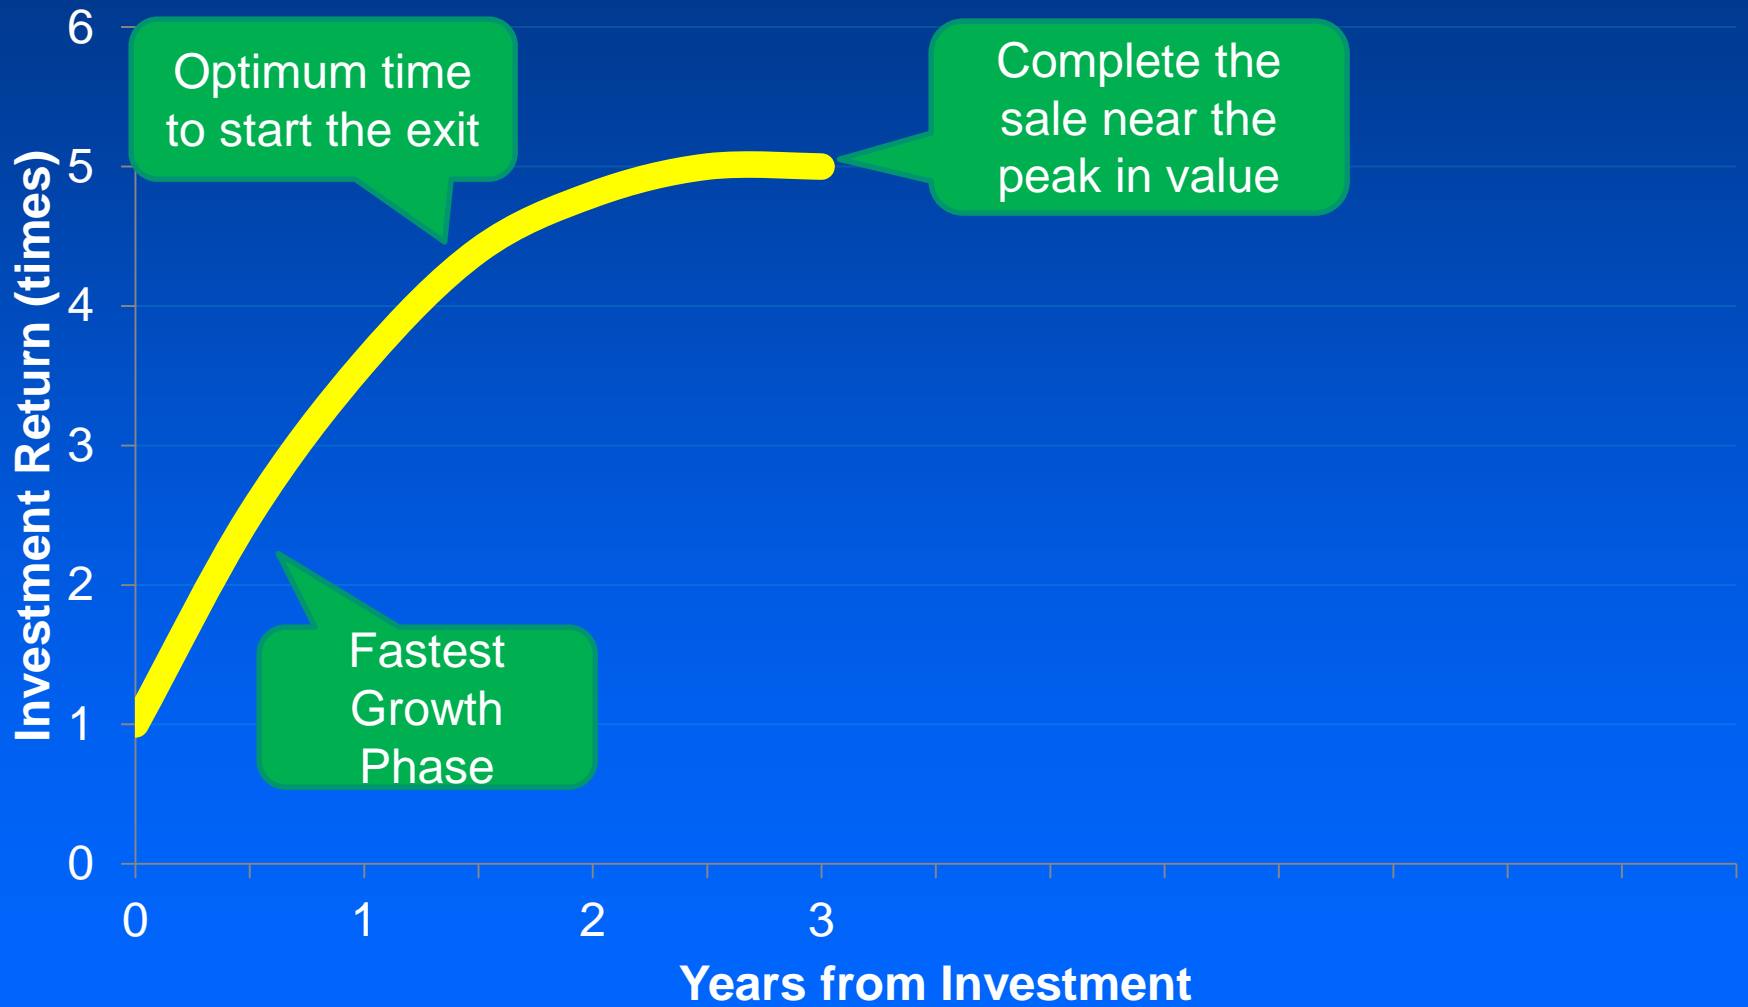 6
Optimum time
to start the exit
Complete the
sale near the
peak in value
5
4
3
2
1
0
Investment Return (times)
Fastest
Growth
Phase
0 1 2 3
Years from Investment